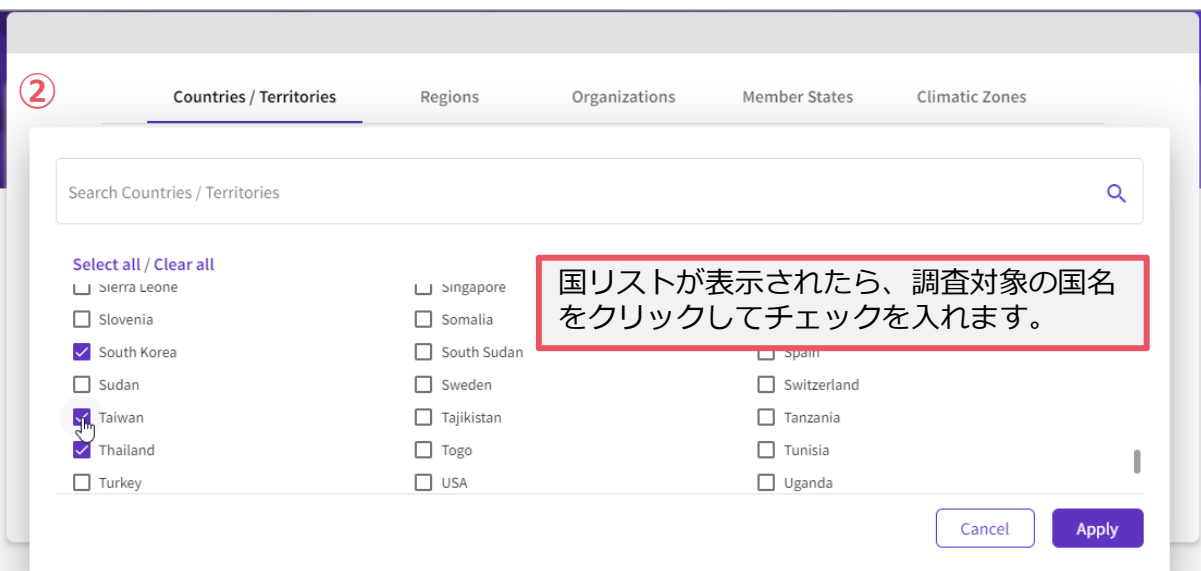 ②
Countries / Territories Regions Organizations Member States Climatic Zones
Search Countries / Territories
Select all / Clear all
国リストが表示されたら、調査対象の国名
をクリックしてチェックを入れます。
Sierra Leone Singapore
Slovenia Somalia
South Korea South Sudan Spain
Sudan Sweden Switzerland
Taiwan Tajikistan Tanzania
Thailand Togo Tunisia
Turkey USA Uganda
Cancel Apply